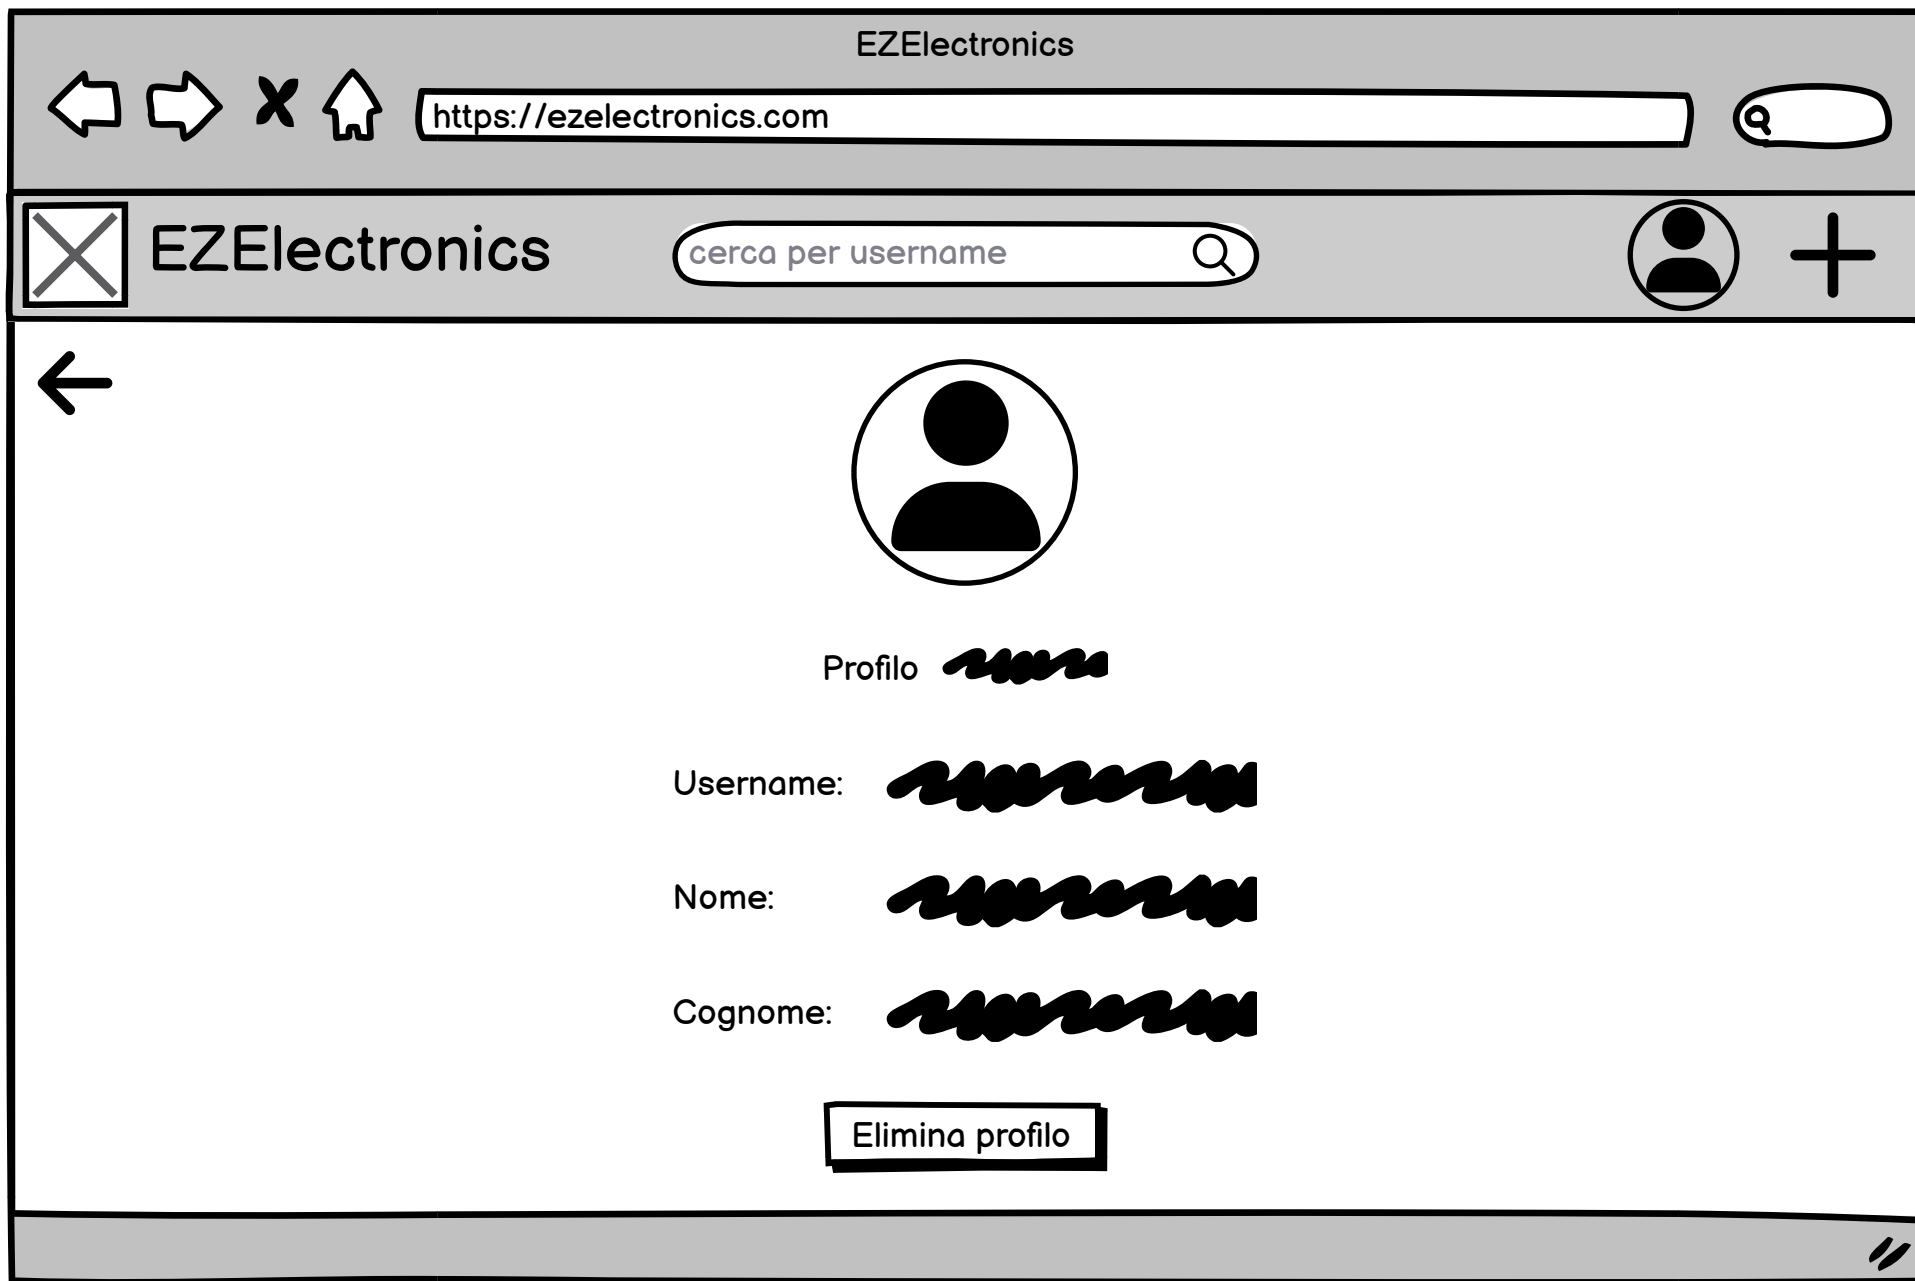 EZElectronics
https://ezelectronics.com
EZElectronics
cerca per username
Profilo
Username:
Nome:
Cognome:
Elimina profilo